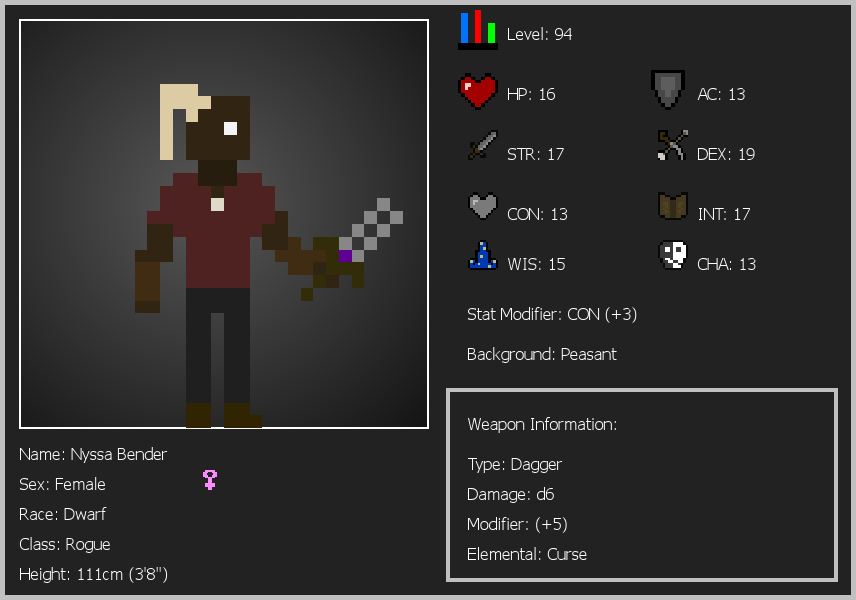 Level: 94
HP: 16
AC: 13
STR: 17
DEX: 19
CON: 13
INT: 17
WIS: 15
CHA: 13
Stat Modifier: CON (+3)
Background: Peasant
Weapon Information:
Type: Dagger
Damage: d6
Modifier: (+5)
Elemental: Curse
Name: Nyssa Bender
Sex: Female
Race: Dwarf
Class: Rogue
Height: 111cm (3'8")